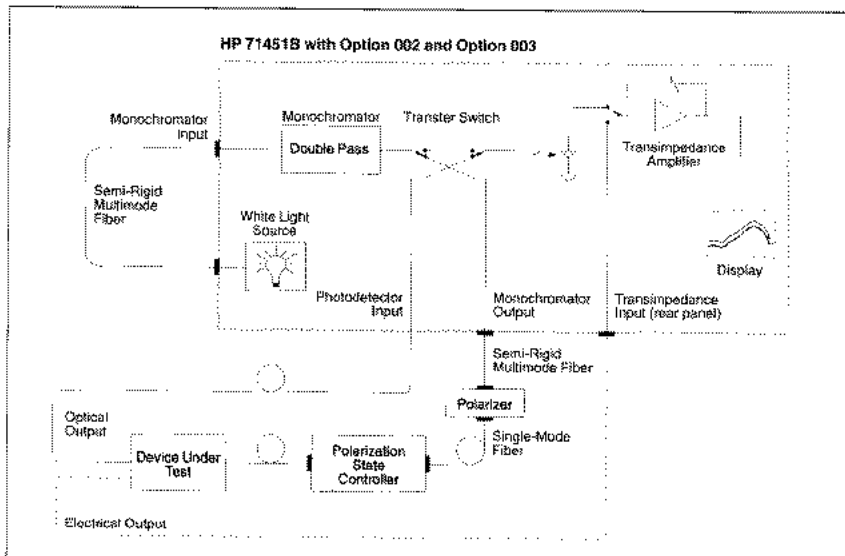 HP 71451B with Option 002 and Option 003
Monochromator
Input
Monochromator
Double Pass
Transfer Switch
Transimpedance
Amplifier
Semi-Rigid
Multimode
Fiber
White Light
Source
Display
Photodetector
Input
Monochromator
Output
Transimpedance
Input (rear panel)
Semi-Rigid
Multimode Fiber
Polarizer
Optical
Output
Single-Mode
Fiber
Device Under
Test
Polerization
State
Controller
Electrical Output